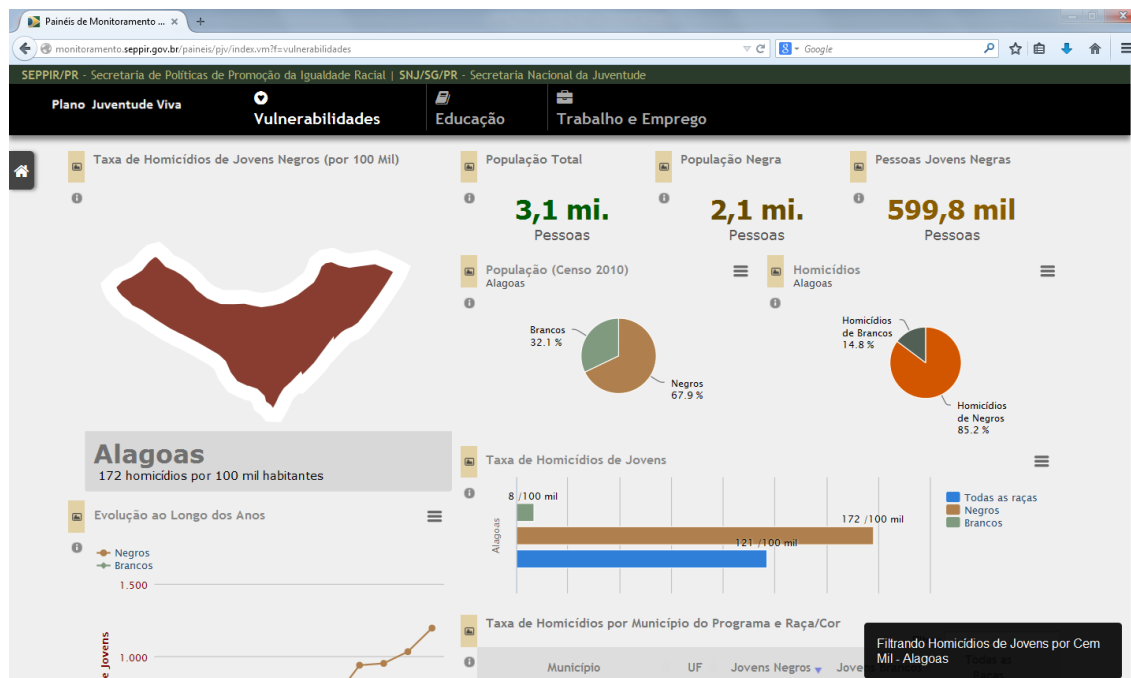 Painéis de Monitoramento ...
monitoramento.seppir.gov.br/paineis/pjv/index.vm?f=vulnerabilidades
Google
SEPPIR/PR - Secretaria de Políticas de Promoção da Igualdade Racial | SNJ/SG/PR - Secretaria Nacional da Juventude
Plano Juventude Viva
Vulnerabilidades
Educação
Trabalho e Emprego
Taxa de Homicídios de Jovens Negros (por 100 Mil)
População Total
3,1 mi.
Pessoas
População Negra
2,1 mi.
Pessoas
Pessoas Jovens Negras
599,8 mil
Pessoas
População (Censo 2010)
Alagoas
Brancos
32.1 %
Negros
67.9 %
Homicídios
Alagoas
Homicídios
de Brancos
14.8 %
Homicídios
de Negros
85.2 %
Alagoas
172 homicídios por 100 mil habitantes
Taxa de Homicídios de Jovens
Alagoas
8 /100 mil
172 /100 mil
121 /100 mil
Todas as raças
Negros
Brancos
Evolução ao Longo dos Anos
Negros
Brancos
1.500
1.000
e Jovens
Taxa de Homicídios por Município do Programa e Raça/Cor
Município
UF
Jovens Negros
Jove
Filtrando Homicídios de Jovens por Cem
Mil - Alagoas